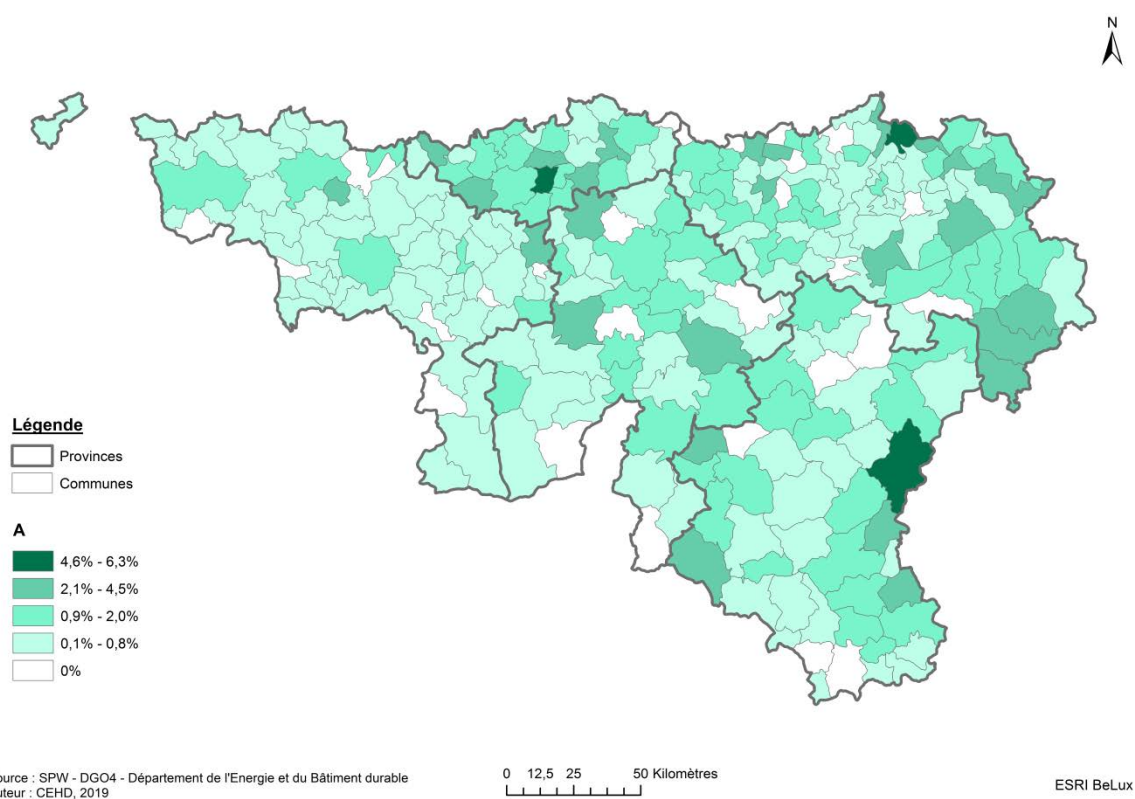 N
Légende
Provinces
Communes
A
4,6% - 6,3%
2,1% - 4,5%
0,9% - 2,0%
0,1% - 0,8%
0%
ource : SPW - DGO4 - Département de l'Energie et du Bâtiment durable
uteur : CEHD, 2019
0 12,5 25 50 Kilomètres
ESRI BeLux